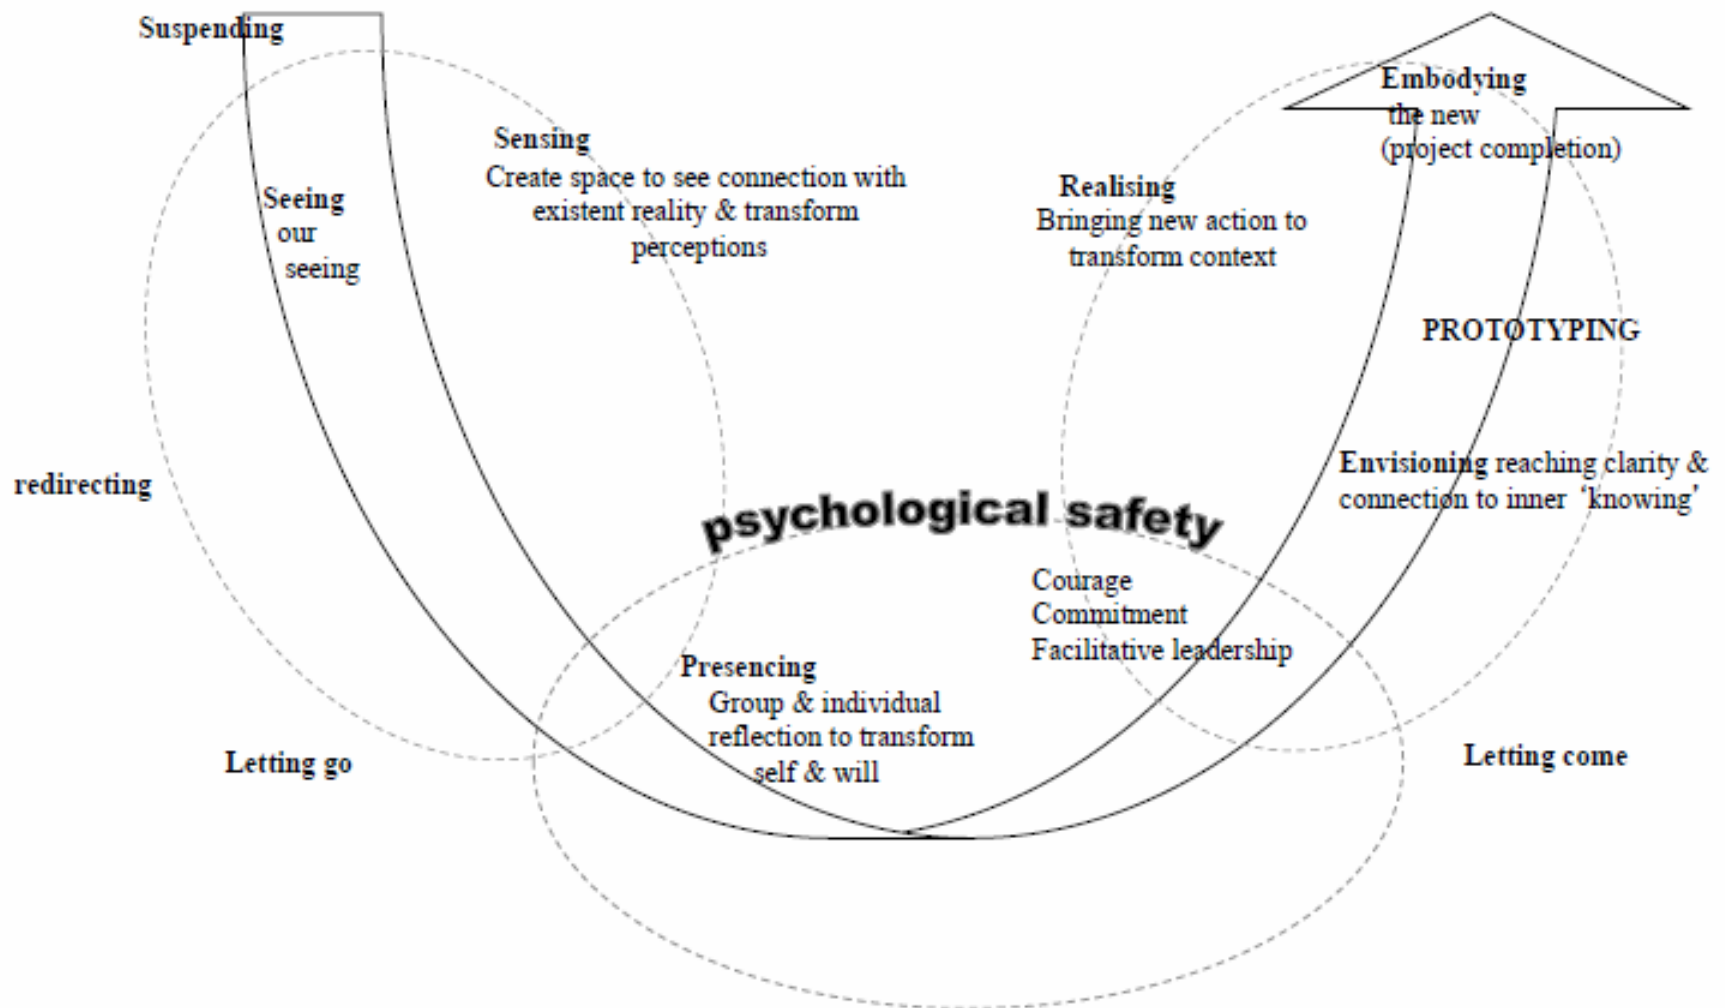 Suspending
Seeing
our
seeing
Sensing
Create space to see connection with
existent reality & transform
perceptions
redirecting
Letting go
Presencing
Group & individual
reflection to transform
self & will
psychological safety
Courage
Commitment
Facilitative leadership
Letting come
Envisioning reaching clarity &
connection to inner ‘knowing’
PROTOTYPING
Realising
Bringing new action to
transform context
Embodying
the new
(project completion)